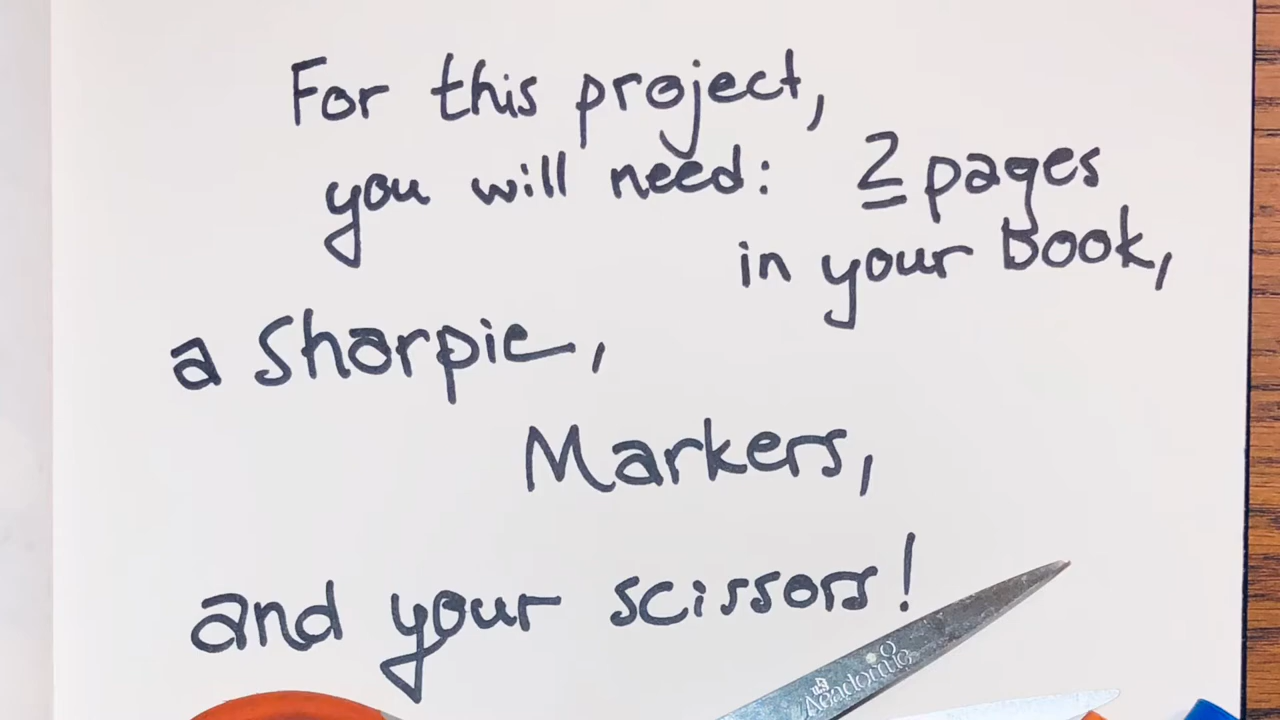 For this project,
you will need: 2 pages
in your Book,
a Sharpie,
Markers,
and your scissors!
Academie